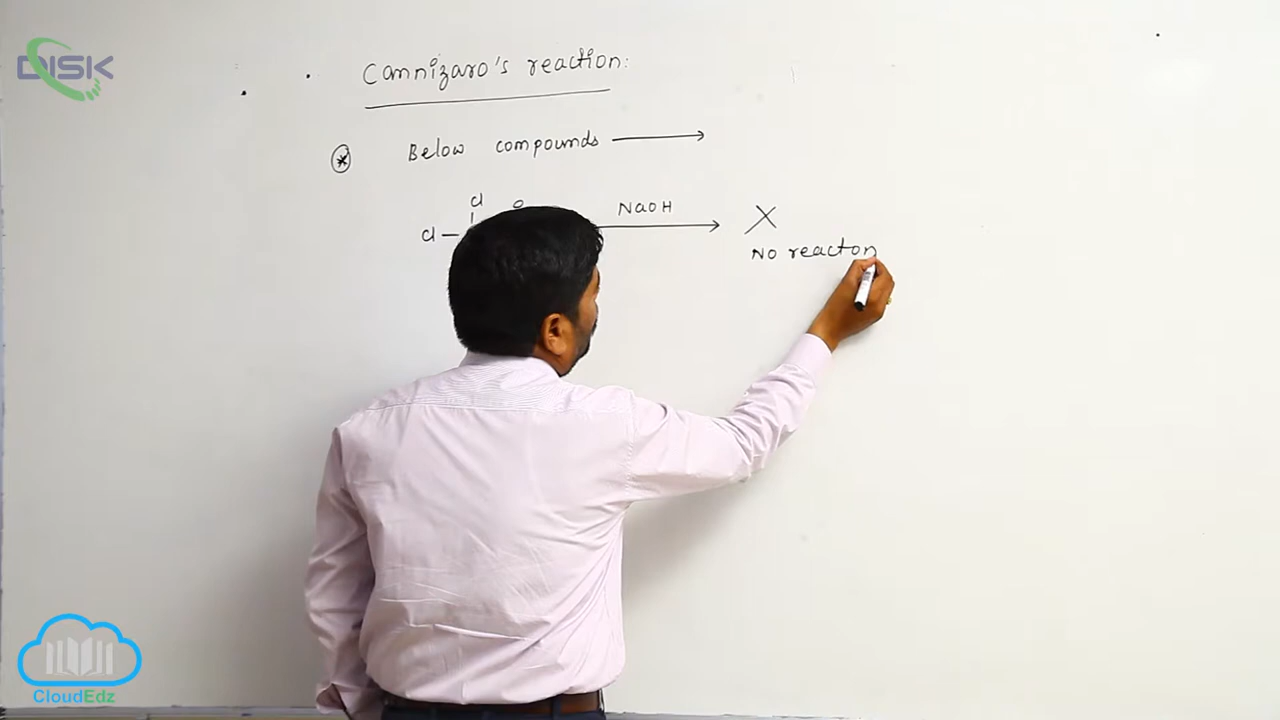 DISK
Cannizaro's reaction:
* Below compounds →
Cl O
Cl — NaOH → X
No reacton
CloudEdz